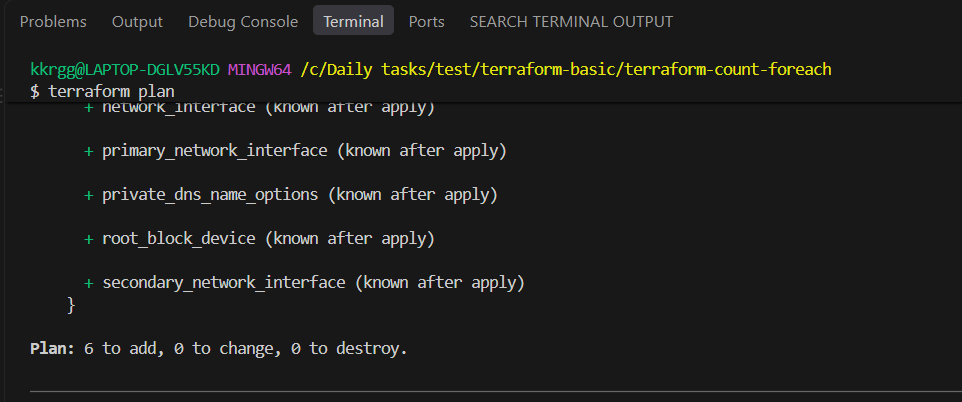 Problems Output Debug Console Terminal Ports SEARCH TERMINAL OUTPUT
kkrgg@LAPTOP-DGLV55KD MINGW64 /c/Daily tasks/test/terraform-basic/terraform-count-foreach
$ terraform plan
+ network_interface (known after apply)
+ primary_network_interface (known after apply)
+ private_dns_name_options (known after apply)
+ root_block_device (known after apply)
+ secondary_network_interface (known after apply)
}
Plan: 6 to add, 0 to change, 0 to destroy.